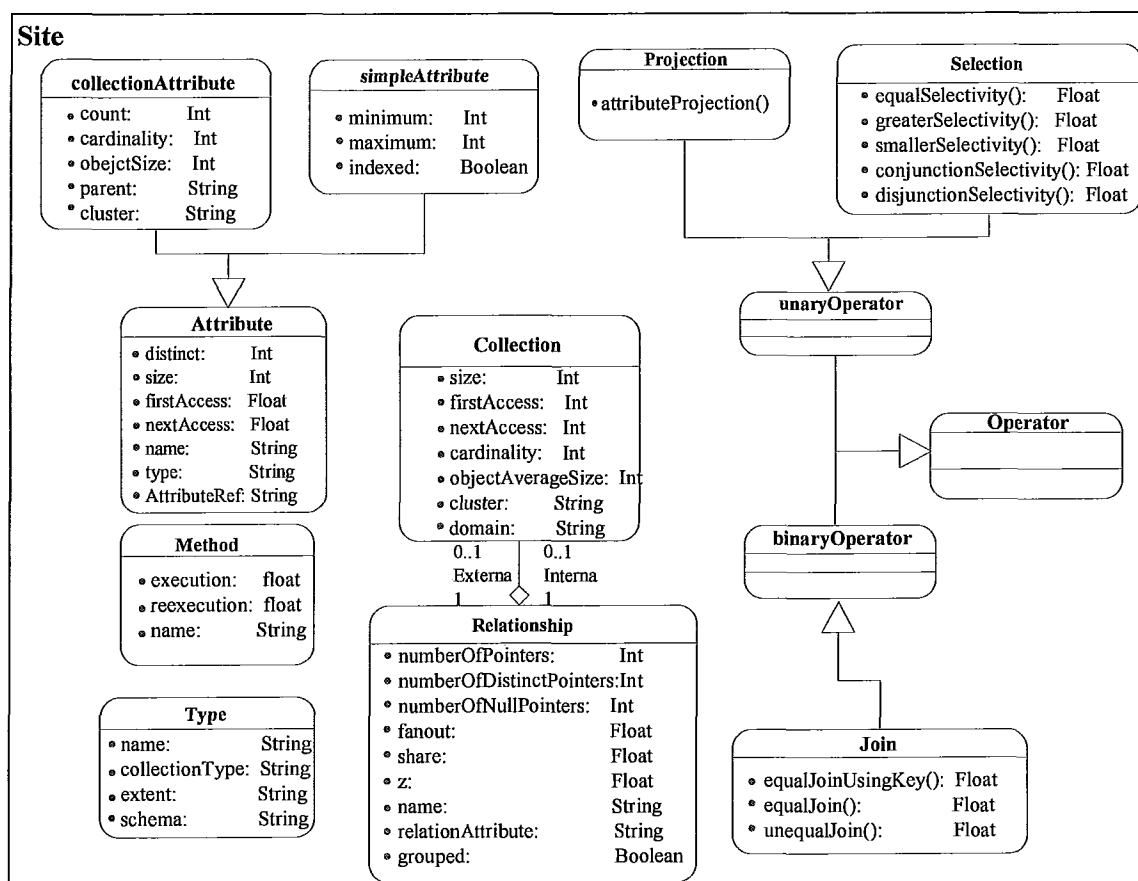 Site
collectionAttribute
• count: Int
• cardinality: Int
• obejctSize: Int
• parent: String
• cluster: String
simpleAttribute
• minimum: Int
• maximum: Int
• indexed: Boolean
Projection
• attributeProjection()
Selection
• equalSelectivity(): Float
• greaterSelectivity(): Float
• smallerSelectivity(): Float
• conjunctionSelectivity(): Float
• disjunctionSelectivity(): Float
Attribute
• distinct: Int
• size: Int
• firstAccess: Float
• nextAccess: Float
• name: String
• type: String
• AttributeRef: String
Collection
• size: Int
• firstAccess: Int
• nextAccess: Int
• cardinality: Int
• objectAverageSize: Int
• cluster: String
• domain: String
unaryOperator
Operator
binaryOperator
Method
• execution: float
• reexecution: float
• name: String
0..1 0..1
Externa Interna
1 1
Relationship
• numberOfPointers: Int
• numberOfDistinctPointers:Int
• numberOfNullPointers: Int
• fanout: Float
• share: Float
• z: Float
• name: String
• relationAttribute: String
• grouped: Boolean
Type
• name: String
• collectionType: String
• extent: String
• schema: String
Join
• equalJoinUsingKey(): Float
• equalJoin(): Float
• unequalJoin(): Float